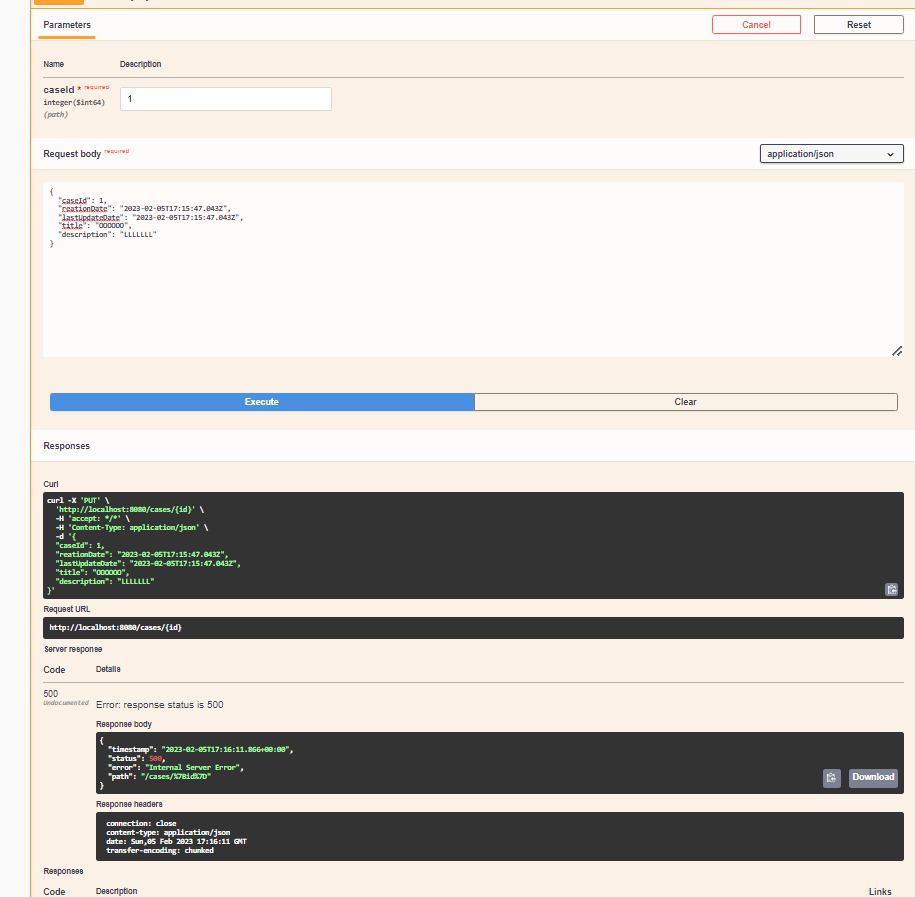 Parameters
Cancel
Reset
Name
Description
caseId * required
integer($int64)
(path)
1
Request body required
application/json
{
"caseId": 1,
"reationDate": "2023-02-05T17:15:47.043Z",
"lastUpdateDate": "2023-02-05T17:15:47.043Z",
"title": "OOOOOO",
"description": "LLLLLLL"
}
Execute
Clear
Responses
Curl
curl -X 'PUT' \
'http://localhost:8080/cases/{id}' \
-H 'accept: */*' \
-H 'Content-Type: application/json' \
-d '{
"caseId": 1,
"reationDate": "2023-02-05T17:15:47.043Z",
"lastUpdateDate": "2023-02-05T17:15:47.043Z",
"title": "OOOOOO",
"description": "LLLLLLL"
}'
Request URL
http://localhost:8080/cases/{id}
Server response
Code
Details
500
Undocumented
Error: response status is 500
Response body
{
"timestamp": "2023-02-05T17:16:11.866+00:00",
"status": 500,
"error": "Internal Server Error",
"path": "/cases/%7Bid%7D"
}
Download
Response headers
connection: close
content-type: application/json
date: Sun,05 Feb 2023 17:16:11 GMT
transfer-encoding: chunked
Responses
Code
Description
Links